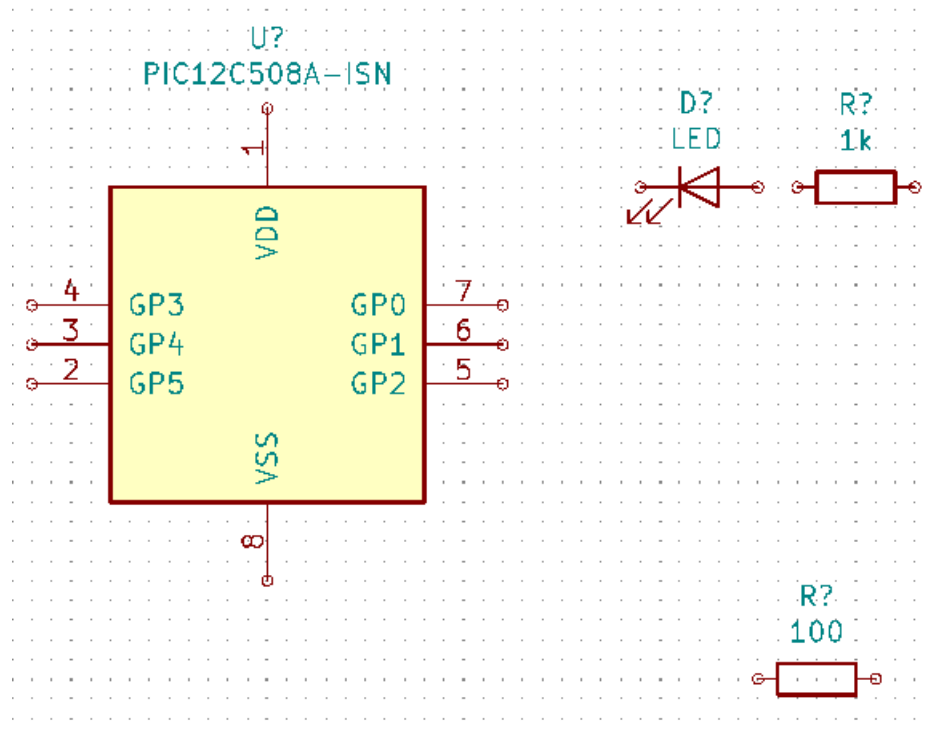 U?
PIC12C508A-ISN
D?
LED
R?
1k
1
VDD
4
GP3
GP0
7
3
GP4
GP1
6
2
GP5
GP2
5
VSS
8
R?
100